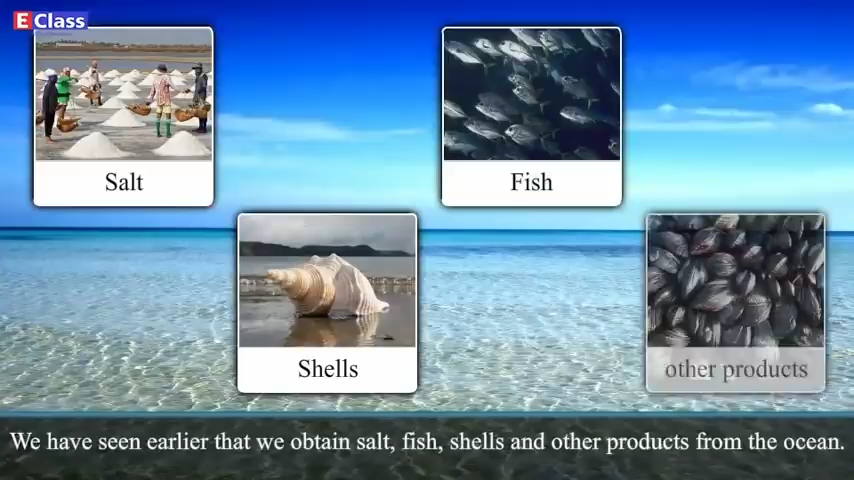 E Class
Salt
Fish
Shells
other products
We have seen earlier that we obtain salt, fish, shells and other products from the ocean.